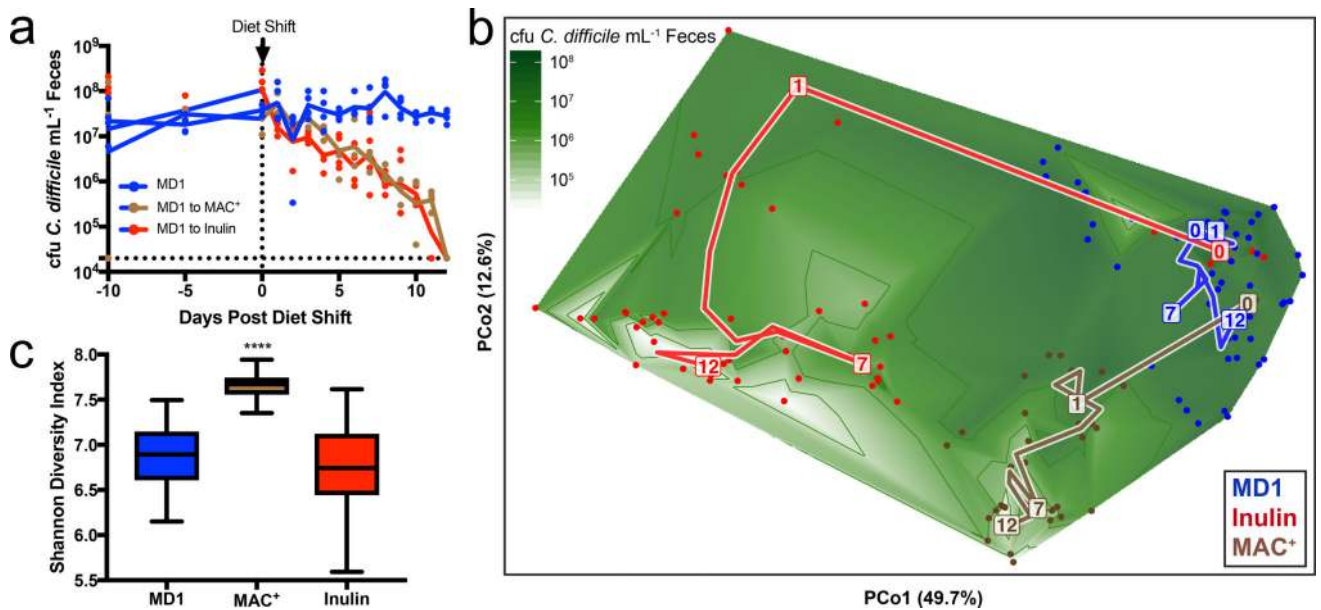 a
Diet Shift
cfu C. difficile mL⁻¹ Feces
10⁹
10⁸
10⁷
10⁶
10⁵
10⁴
MD1
MD1 to MAC⁺
MD1 to Inulin
-10
-5
0
5
10
Days Post Diet Shift
b
cfu C. difficile mL⁻¹ Feces
10⁸
10⁷
10⁶
10⁵
1
0 1
0
7
12
0
1
7
12
7
12
PCo2 (12.6%)
PCo1 (49.7%)
MD1
Inulin
MAC⁺
c
Shannon Diversity Index
8.0
7.5
7.0
6.5
6.0
5.5
****
MD1
MAC⁺
Inulin